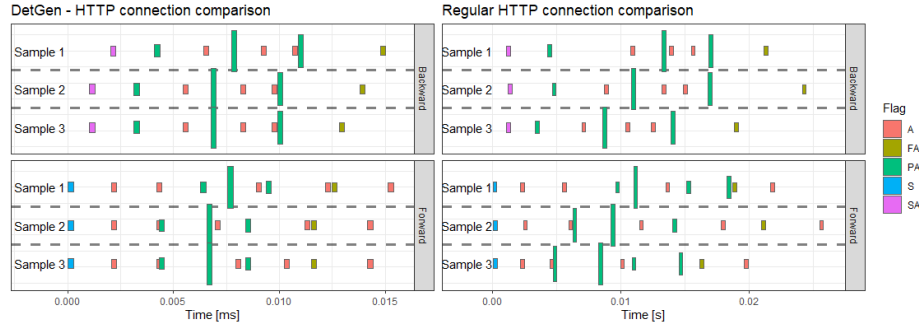 DetGen - HTTP connection comparison
Sample 1
Sample 2
Sample 3
Backward
Sample 1
Sample 2
Sample 3
Forward
0.000 0.005 0.010 0.015
Time [ms]
Regular HTTP connection comparison
Sample 1
Sample 2
Sample 3
Backward
Sample 1
Sample 2
Sample 3
Forward
0.00 0.01 0.02
Time [s]
Flag
A
FA
PA
S
SA